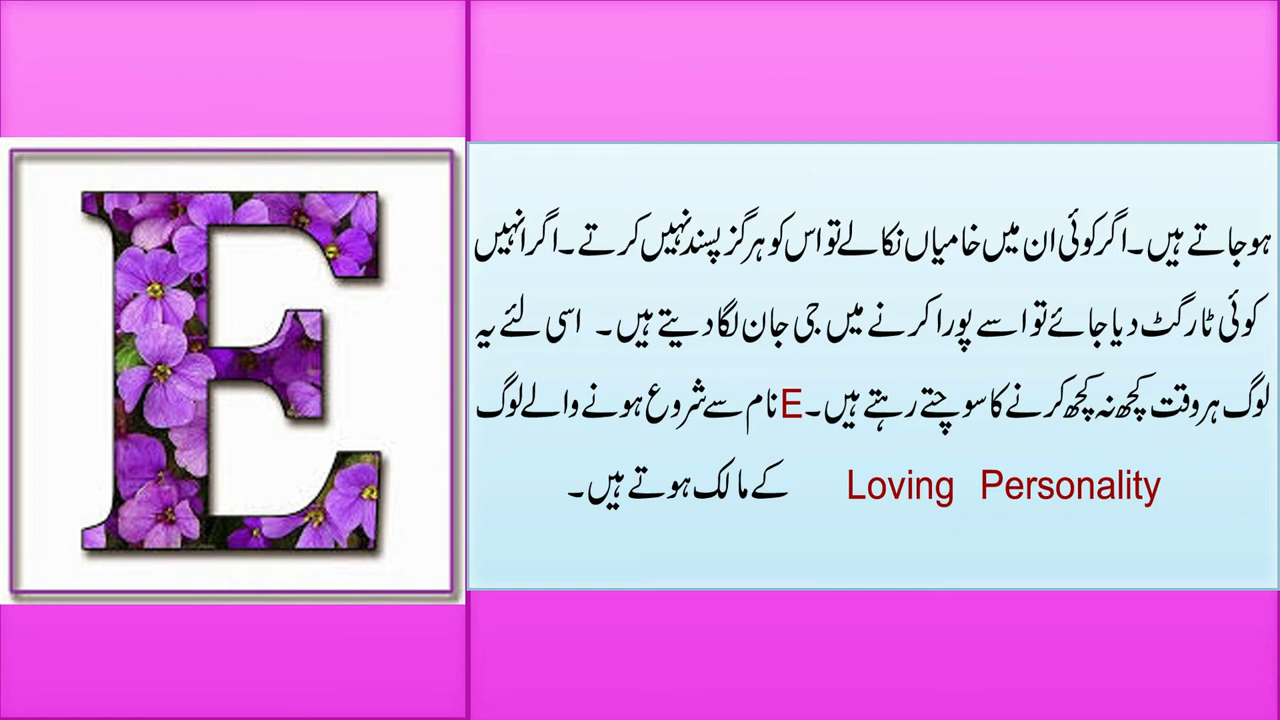 E
ہوجاتے ہیں۔اگر کوئی ان میں خامیاں نکالے تو اس کو ہرگز پسند نہیں کرتے ۔اگر انہیں
کوئی ٹارگٹ دیا جائے تو اسے پورا کرنے میں جی جان لگا دیتے ہیں ۔ اسی لئے یہ
لوگ ہر وقت کچھ نہ کچھ کرنے کا سوچتے رہتے ہیں۔E نام سے شروع ہونے والے لوگ
Loving Personality کے مالک ہوتے ہیں۔